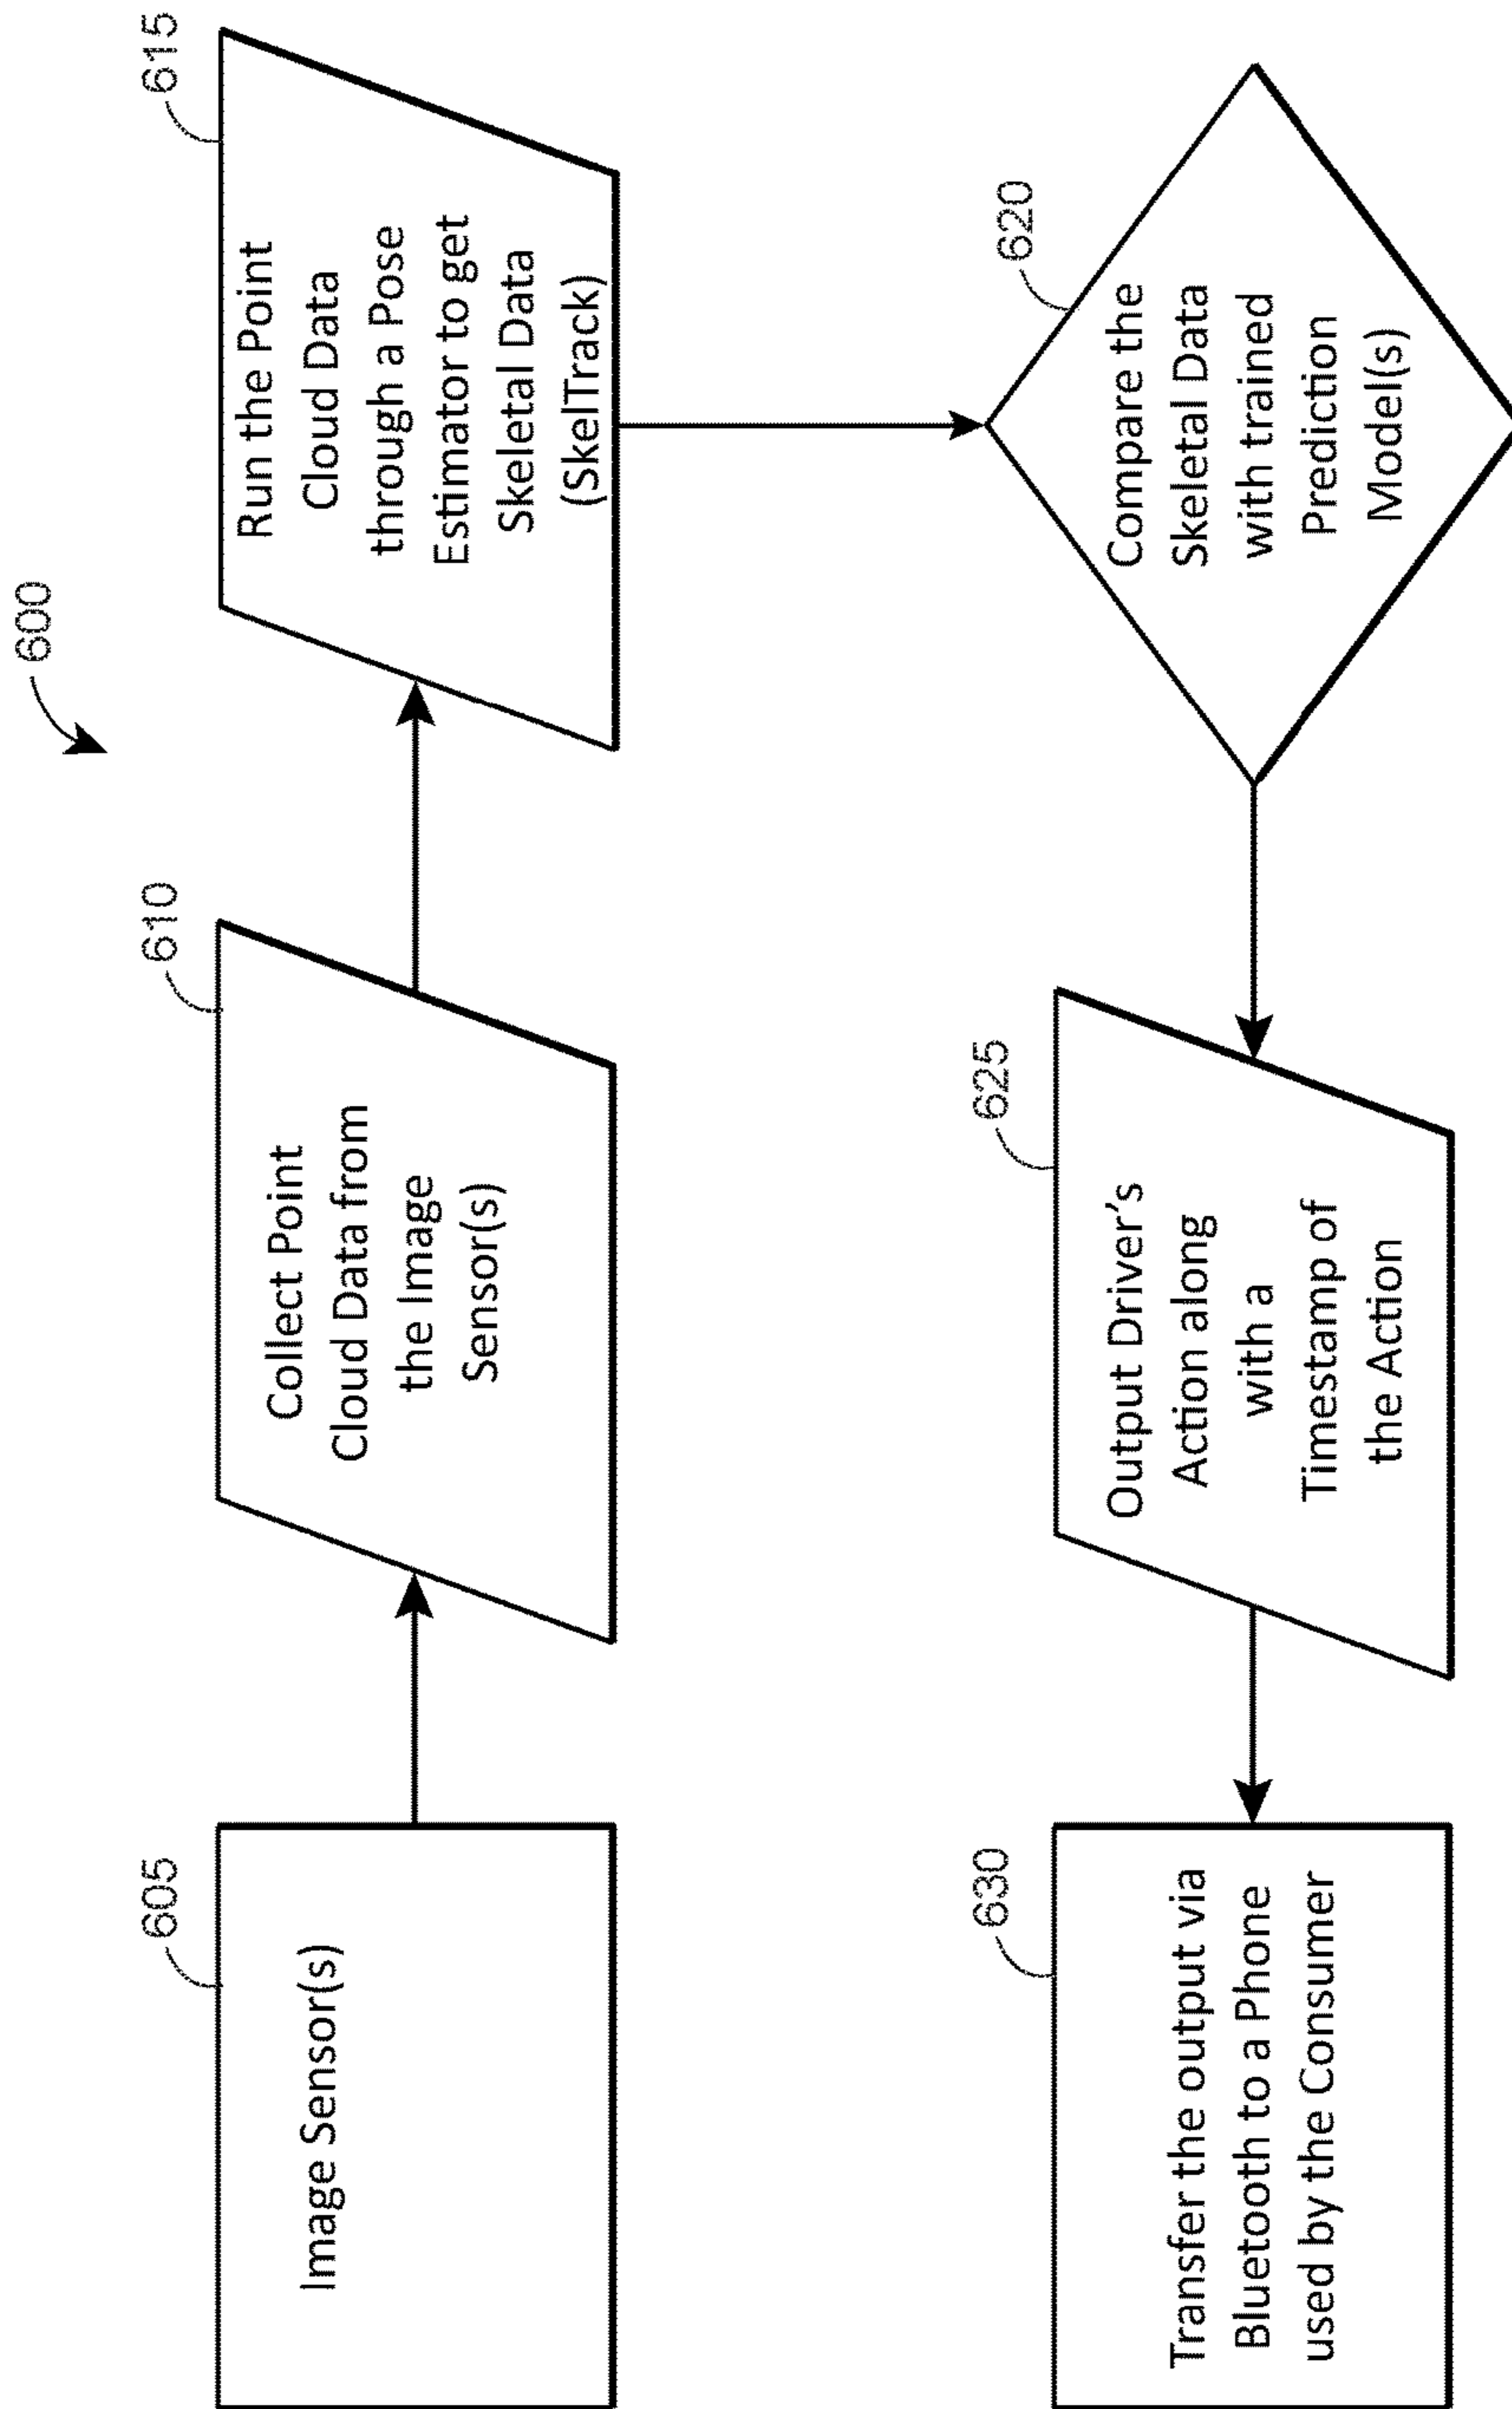 600
605
Image Sensor(s)
610
Collect Point
Cloud Data from
the Image
Sensor(s)
615
Run the Point
Cloud Data
through a Pose
Estimator to get
Skeletal Data
(SkelTrack)
620
Compare the
Skeletal Data
with trained
Prediction
Model(s)
625
Output Driver's
Action along
with a
Timestamp of
the Action
630
Transfer the output via
Bluetooth to a Phone
used by the Consumer